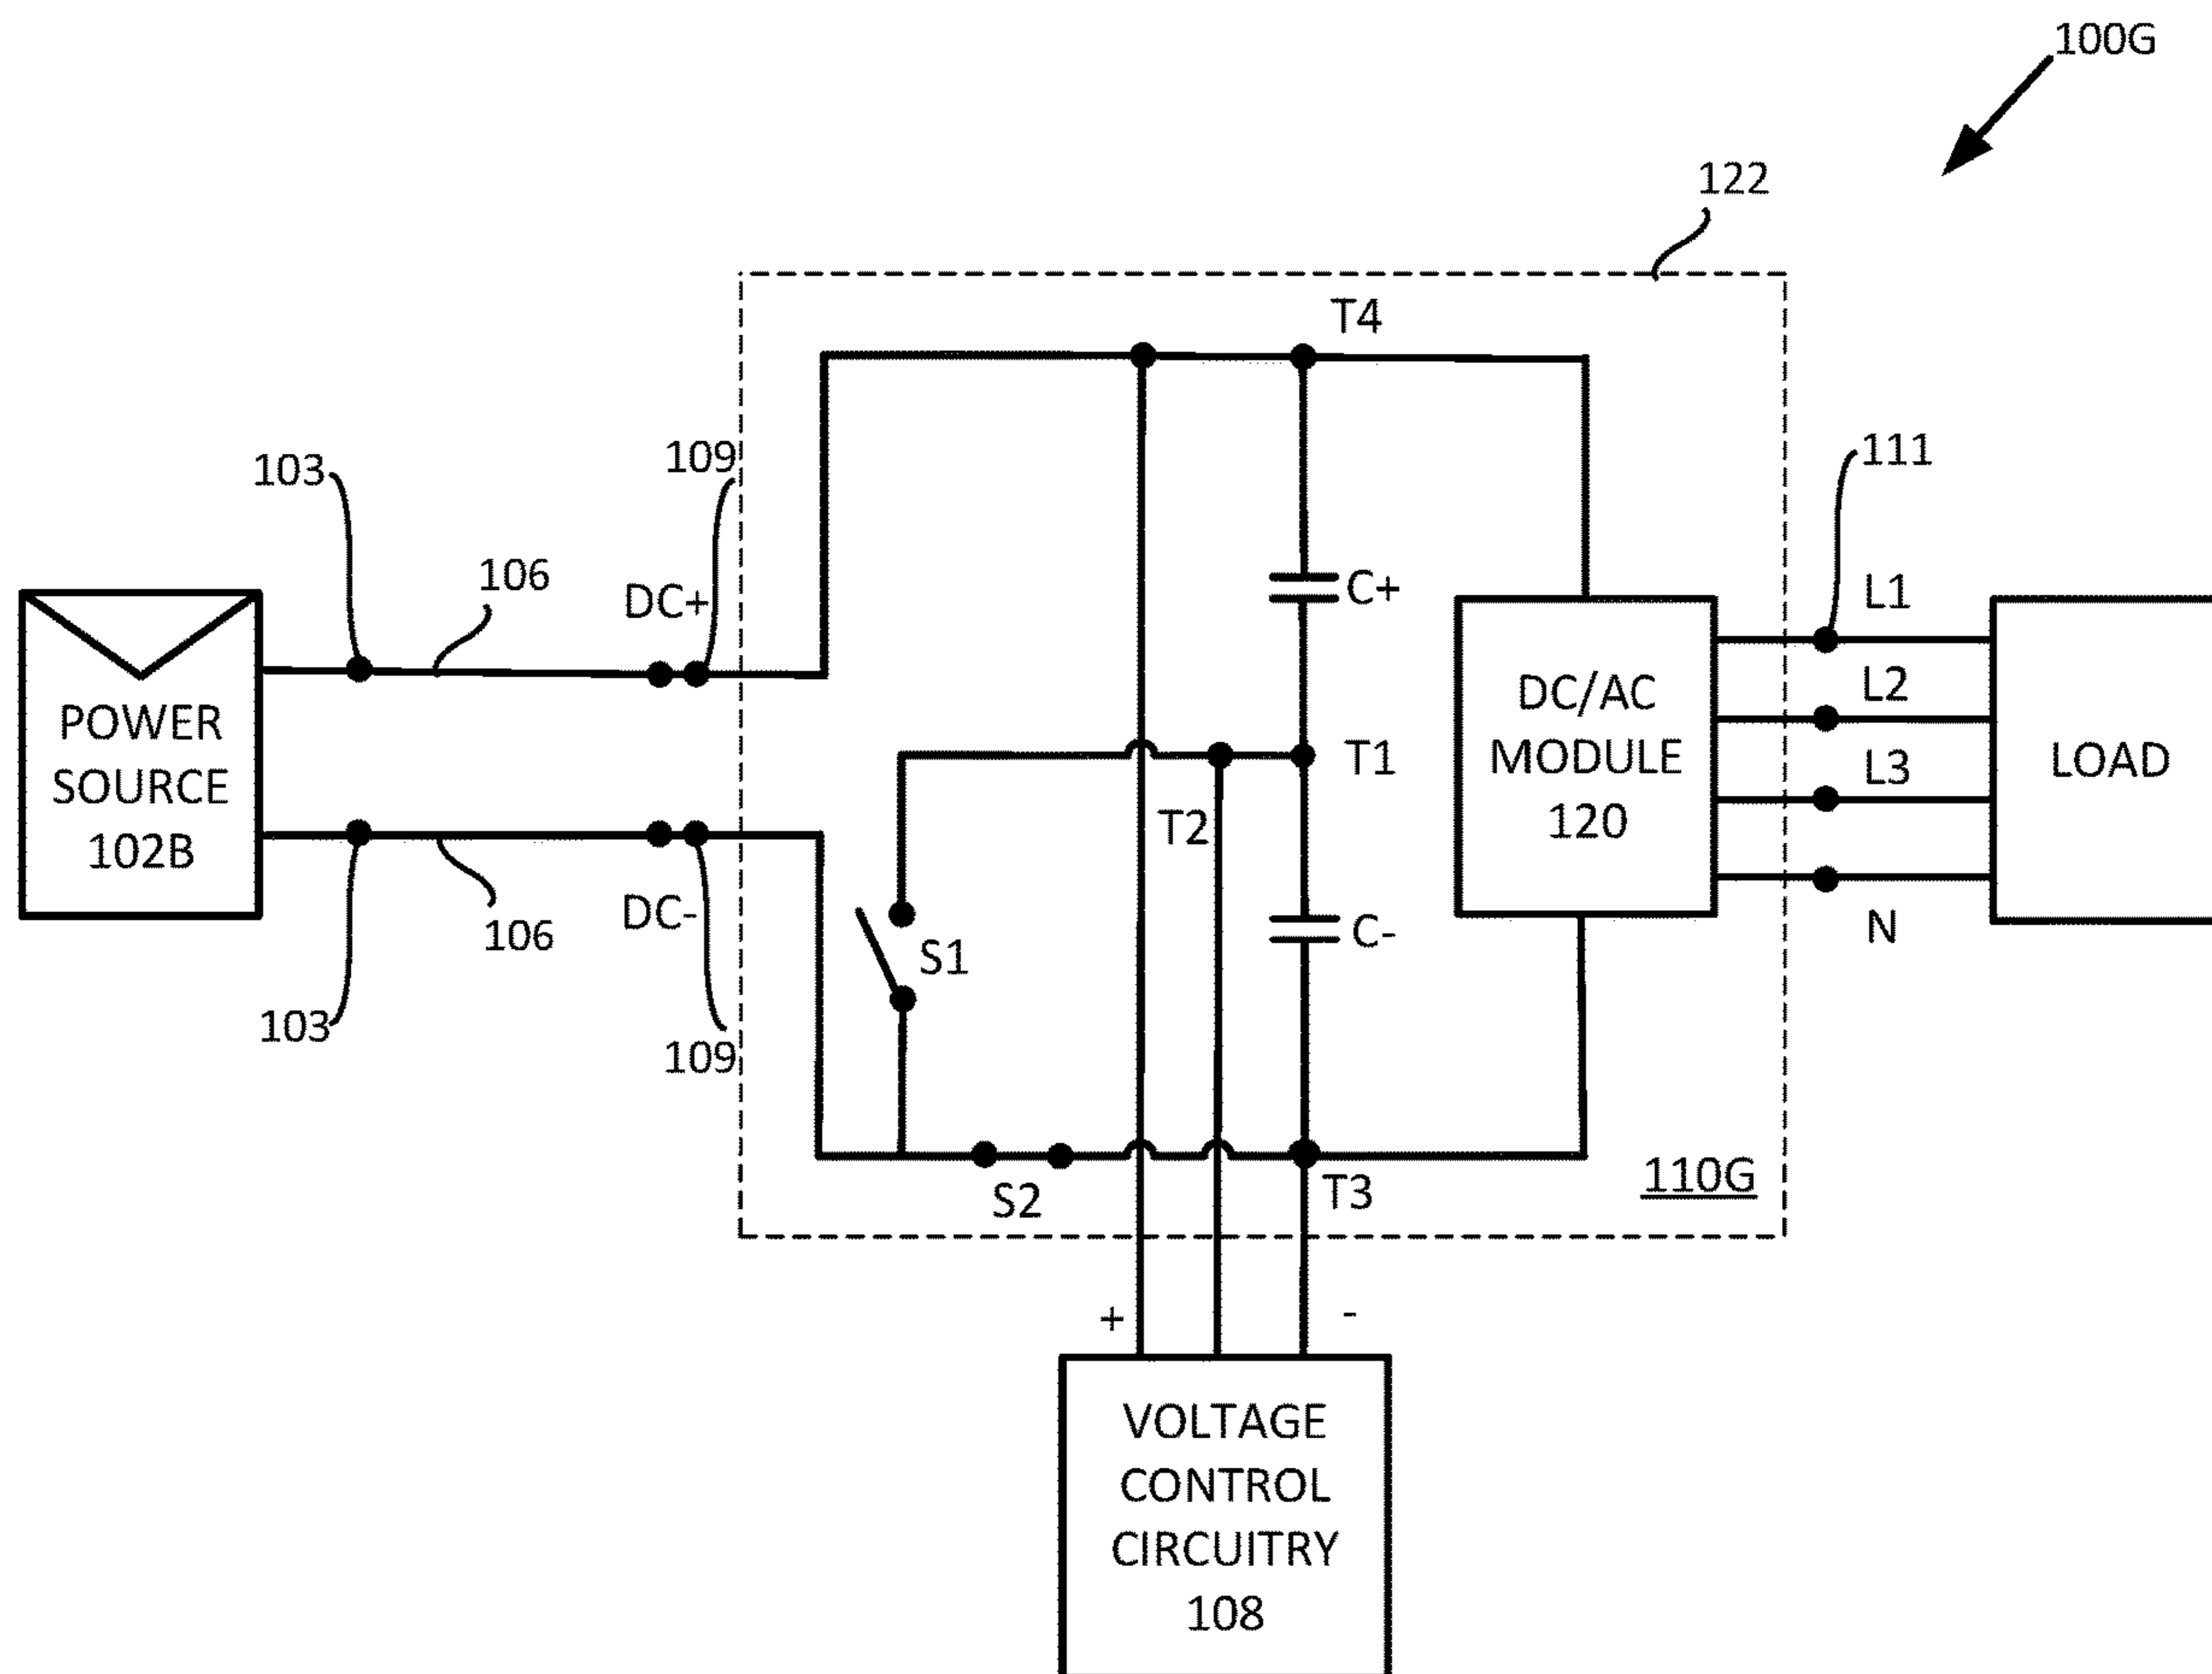 100G
122
T4
109
103
111
106
DC+
C+
L1
POWER
SOURCE
102B
DC/AC
MODULE
120
L2
T1
L3
LOAD
T2
N
DC-
C-
106
S1
103
109
110G
S2
T3
+
-
VOLTAGE
CONTROL
CIRCUITRY
108